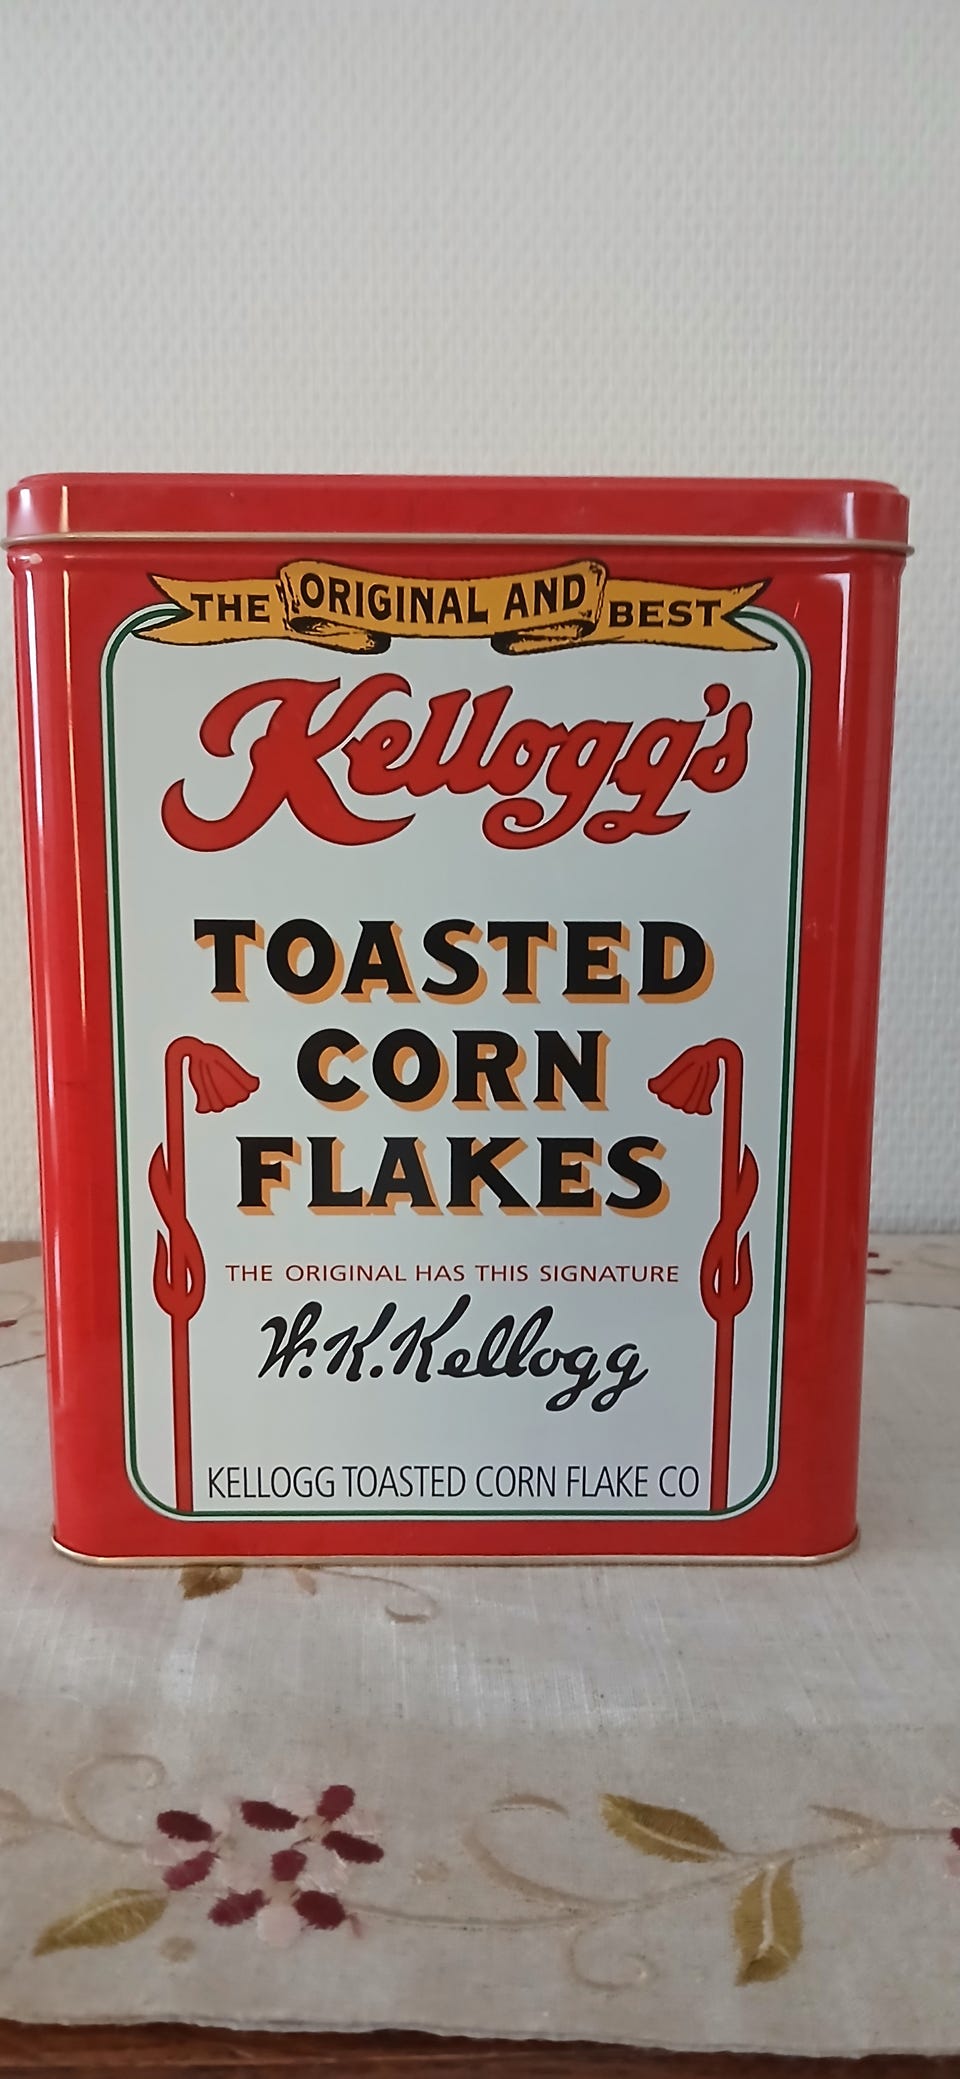 THE ORIGINAL AND BEST
Kellogg's
TOASTED
CORN
FLAKES
THE ORIGINAL HAS THIS SIGNATURE
W.K.Kellogg
KELLOGG TOASTED CORN FLAKE CO